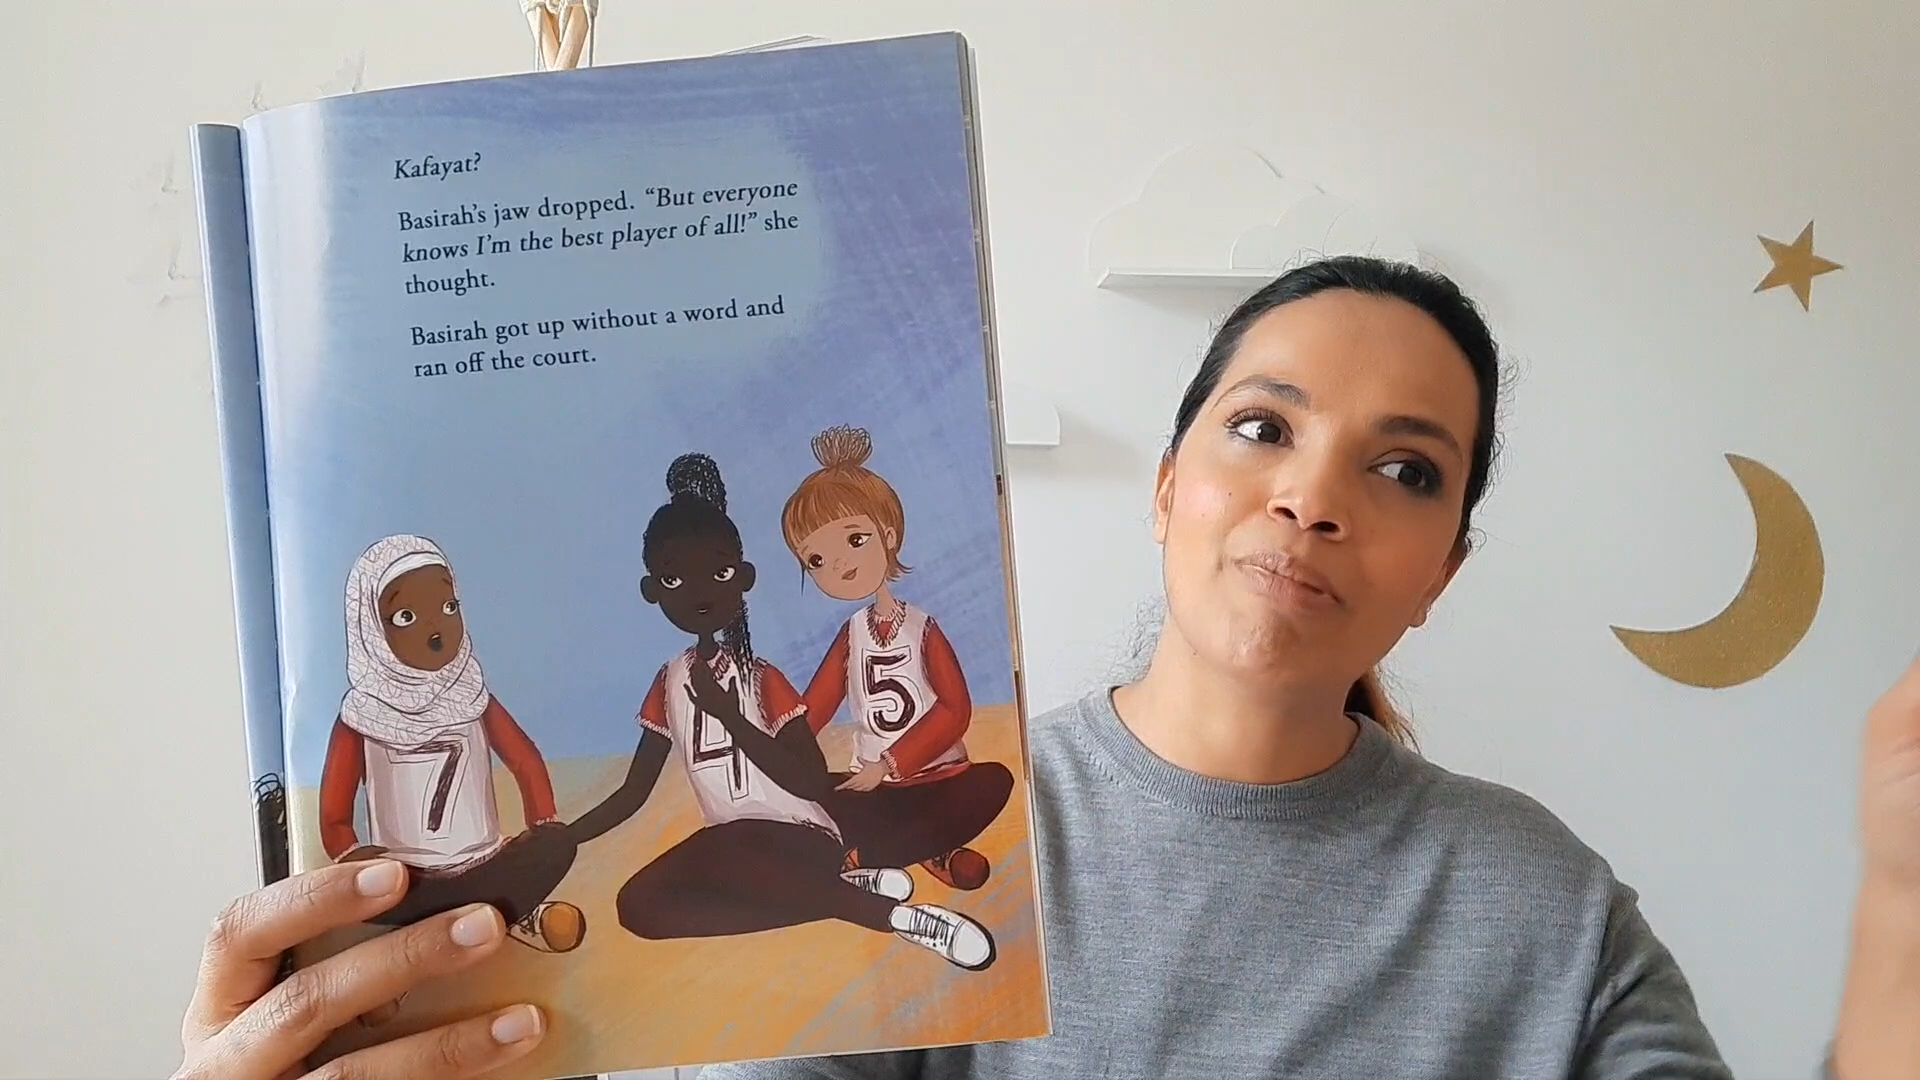 Kafayat?
Basirah's jaw dropped. “But everyone
knows I'm the best player of all!” she
thought.
Basirah got up without a word and
ran off the court.
7
4
5